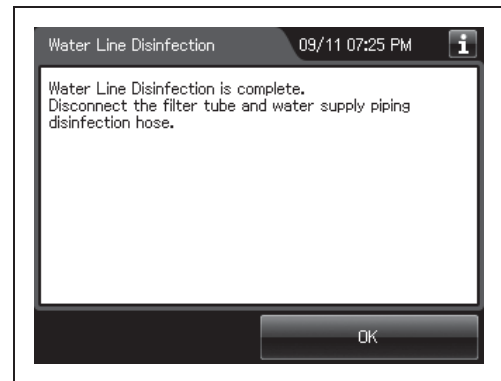 Water Line Disinfection 09/11 07:25 PM i
Water Line Disinfection is complete.
Disconnect the filter tube and water supply piping
disinfection hose.
OK